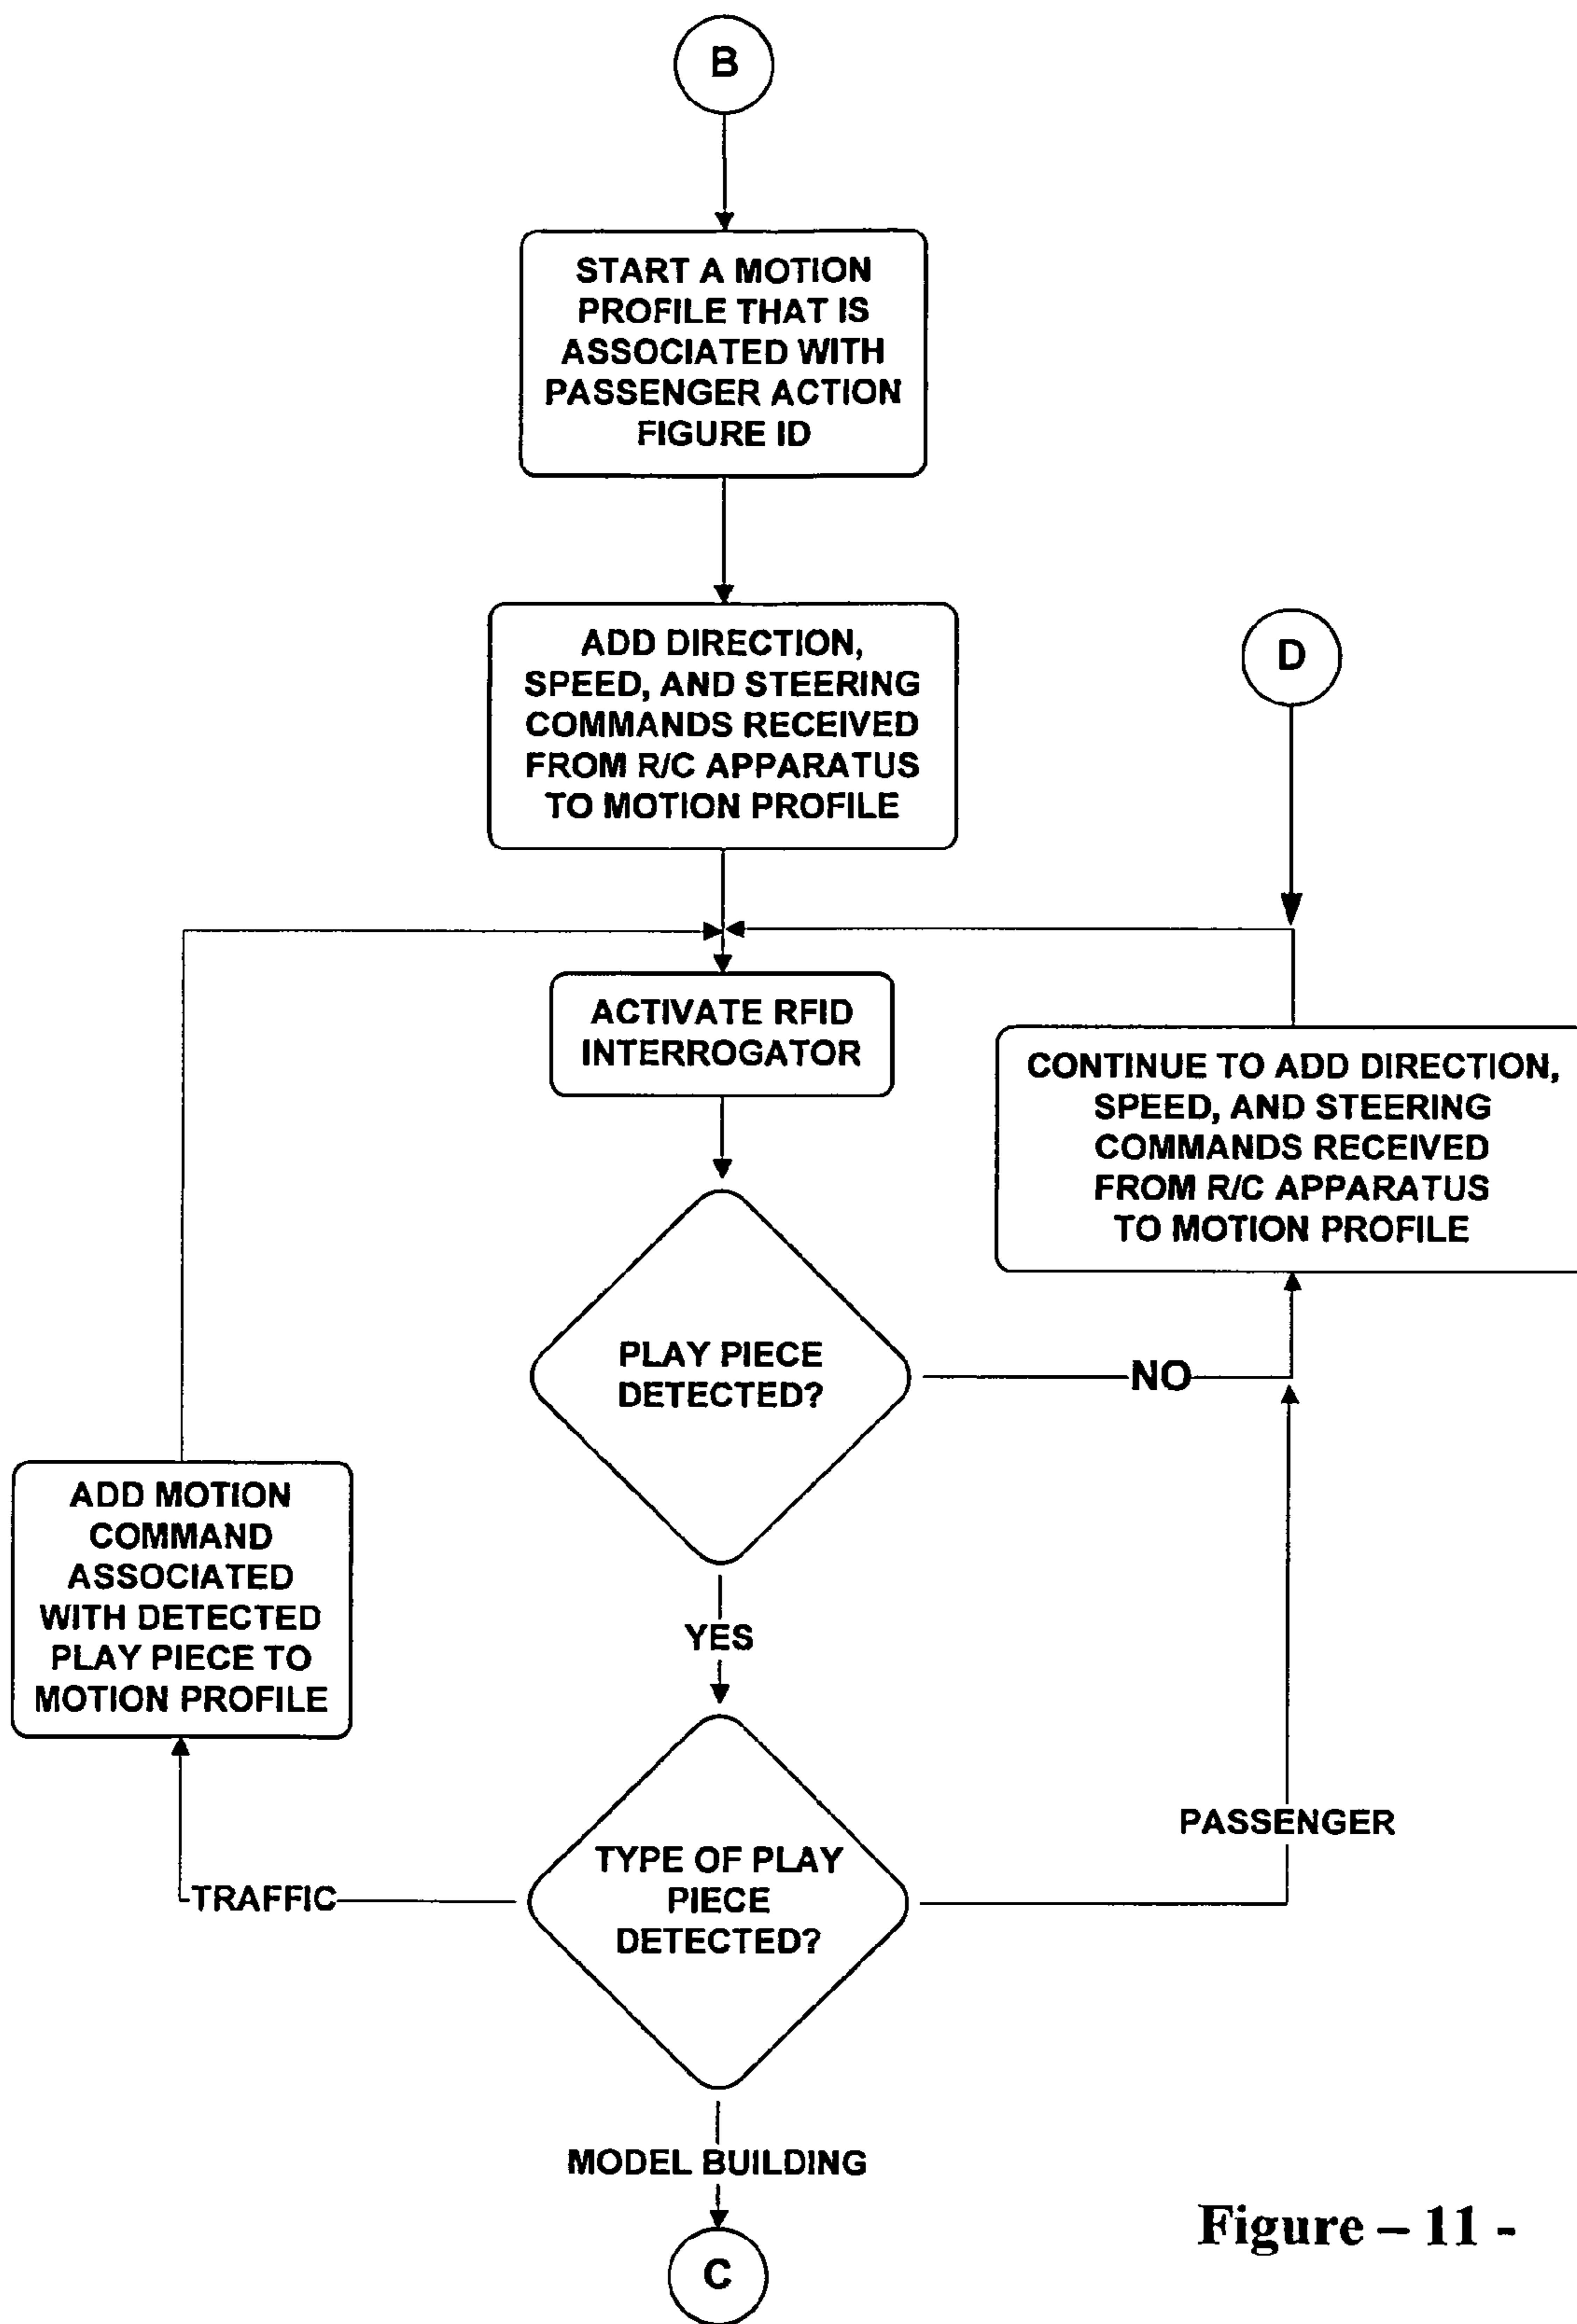 B
START A MOTION
PROFILE THAT IS
ASSOCIATED WITH
PASSENGER ACTION
FIGURE ID
ADD DIRECTION,
SPEED, AND STEERING
COMMANDS RECEIVED
FROM R/C APPARATUS
TO MOTION PROFILE
D
ACTIVATE RFID
INTERROGATOR
CONTINUE TO ADD DIRECTION,
SPEED, AND STEERING
COMMANDS RECEIVED
FROM R/C APPARATUS
TO MOTION PROFILE
PLAY PIECE
DETECTED?
NO
ADD MOTION
COMMAND
ASSOCIATED
WITH DETECTED
PLAY PIECE TO
MOTION PROFILE
YES
PASSENGER
TYPE OF PLAY
PIECE
DETECTED?
TRAFFIC
MODEL BUILDING
C
Figure – 11 -